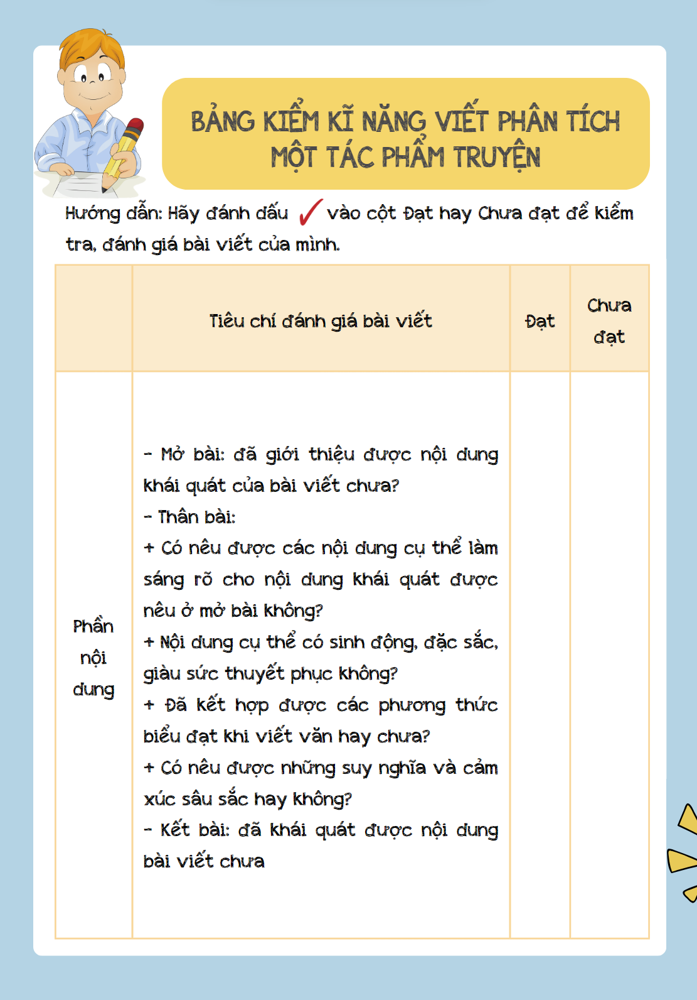 BẢNG KIỂM KĨ NĂNG VIẾT PHÂN TÍCH
MỘT TÁC PHẨM TRUYỆN
Hướng dẫn: Hãy đánh dấu ✓ vào cột Đạt hay Chưa đạt để kiểm
tra, đánh giá bài viết của mình.
Tiêu chí đánh giá bài viết
Đạt
Chưa
đạt
Phần
nội
dung
- Mở bài: đã giới thiệu được nội dung
khái quát của bài viết chưa?
- Thân bài:
+ Có nêu được các nội dung cụ thể làm
sáng rõ cho nội dung khái quát được
nêu ở mở bài không?
+ Nội dung cụ thể có sinh động, đặc sắc,
giàu sức thuyết phục không?
+ Đã kết hợp được các phương thức
biểu đạt khi viết văn hay chưa?
+ Có nêu được những suy nghĩa và cảm
xúc sâu sắc hay không?
- Kết bài: đã khái quát được nội dung
bài viết chưa